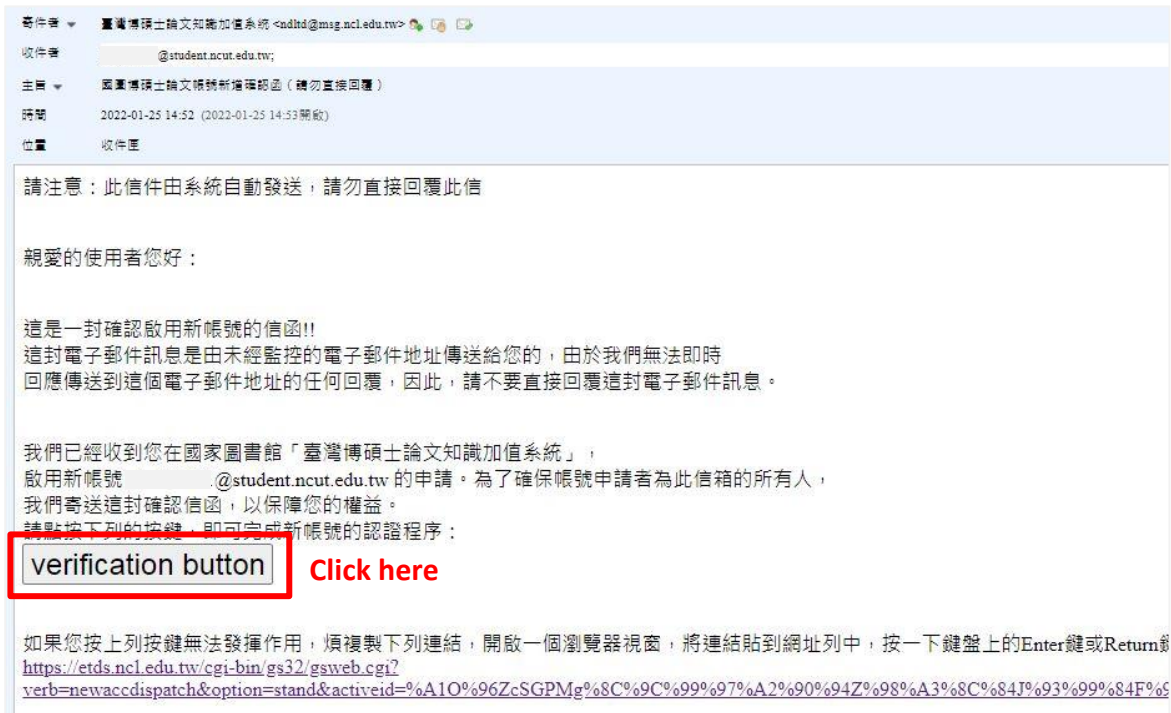 寄件者 臺灣博碩士論文知識加值系統 <ndltd@msg.ncl.edu.tw>
收件者 @student.ncut.edu.tw;
主旨 國圖博碩士論文帳號新增確認函(請勿直接回覆)
時間 2022-01-25 14:52 (2022-01-25 14:53開啟)
位置 收件匣
請注意:此信件由系統自動發送,請勿直接回覆此信
親愛的使用者您好:
這是一封確認啟用新帳號的信函!!
這封電子郵件訊息是由未經監控的電子郵件地址傳送給您的,由於我們無法即時
回應傳送到這個電子郵件地址的任何回覆,因此,請不要直接回覆這封電子郵件訊息。
我們已經收到您在國家圖書館「臺灣博碩士論文知識加值系統」,
啟用新帳號 .@student.ncut.edu.tw 的申請。為了確保帳號申請者為此信箱的所有人,
我們寄送這封確認信函,以保障您的權益。
請點按下列的按鍵,即可完成新帳號的認證程序:
verification button Click here
如果您按上列按鍵無法發揮作用,煩複製下列連結,開啟一個瀏覽器視窗,將連結貼到網址列中,按一下鍵盤上的Enter鍵或Return
https://etds.ncl.edu.tw/cgi-bin/gs32/gsweb.cgi?
verb=newaccdispatch&option=stand&activeid=%A1O%96ZcSGPMg%8C%9C%99%97%A2%90%94Z%98%A3%8C%84J%93%99%84F%9